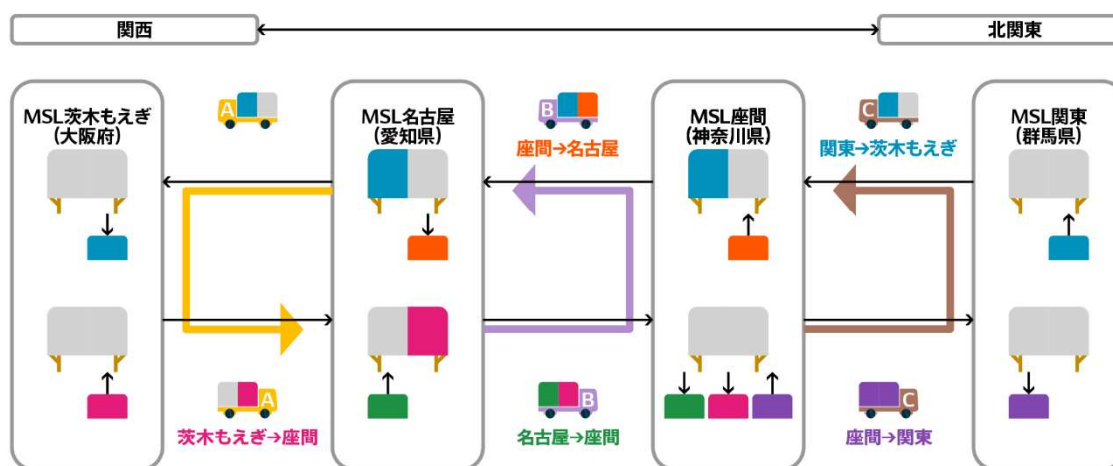 関西
北関東
MSL茨木もえぎ
(大阪府)
A
MSL名古屋
(愛知県)
B
座間→名古屋
MSL座間
(神奈川県)
C
関東→茨木もえぎ
MSL関東
(群馬県)
A
茨木もえぎ→座間
B
名古屋→座間
C
座間→関東